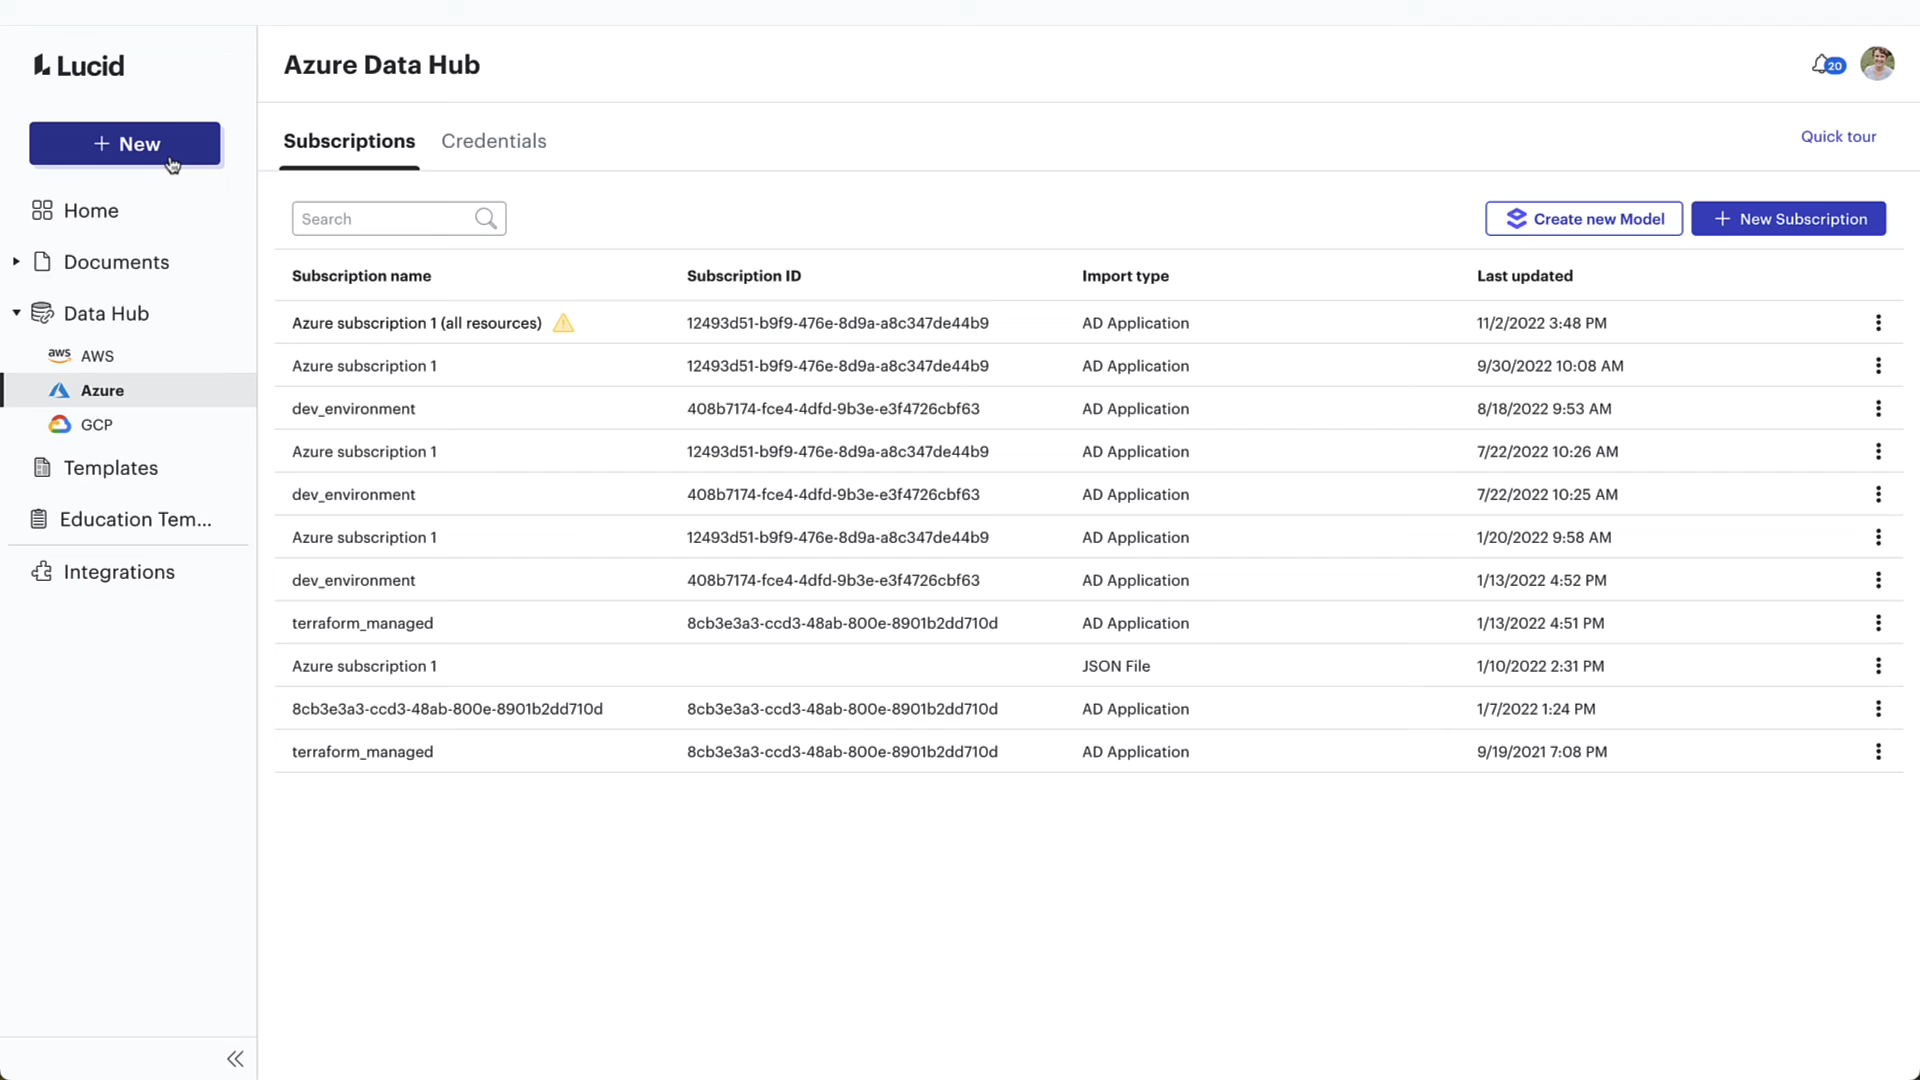 Lucid
Azure Data Hub
20
+ New
Subscriptions Credentials
Quick tour
Home
Search
Create new Model
+ New Subscription
Documents
Subscription name Subscription ID Import type Last updated
Data Hub
Azure subscription 1 (all resources) 12493d51-b9f9-476e-8d9a-a8c347de44b9 AD Application 11/2/2022 3:48 PM
aws AWS
Azure subscription 1 12493d51-b9f9-476e-8d9a-a8c347de44b9 AD Application 9/30/2022 10:08 AM
Azure
dev_environment 408b7174-fce4-4dfd-9b3e-e3f4726cbf63 AD Application 8/18/2022 9:53 AM
GCP
Azure subscription 1 12493d51-b9f9-476e-8d9a-a8c347de44b9 AD Application 7/22/2022 10:26 AM
Templates
dev_environment 408b7174-fce4-4dfd-9b3e-e3f4726cbf63 AD Application 7/22/2022 10:25 AM
Education Tem...
Azure subscription 1 12493d51-b9f9-476e-8d9a-a8c347de44b9 AD Application 1/20/2022 9:58 AM
Integrations
dev_environment 408b7174-fce4-4dfd-9b3e-e3f4726cbf63 AD Application 1/13/2022 4:52 PM
terraform_managed 8cb3e3a3-ccd3-48ab-800e-8901b2dd710d AD Application 1/13/2022 4:51 PM
Azure subscription 1 JSON File 1/10/2022 2:31 PM
8cb3e3a3-ccd3-48ab-800e-8901b2dd710d 8cb3e3a3-ccd3-48ab-800e-8901b2dd710d AD Application 1/7/2022 1:24 PM
terraform_managed 8cb3e3a3-ccd3-48ab-800e-8901b2dd710d AD Application 9/19/2021 7:08 PM